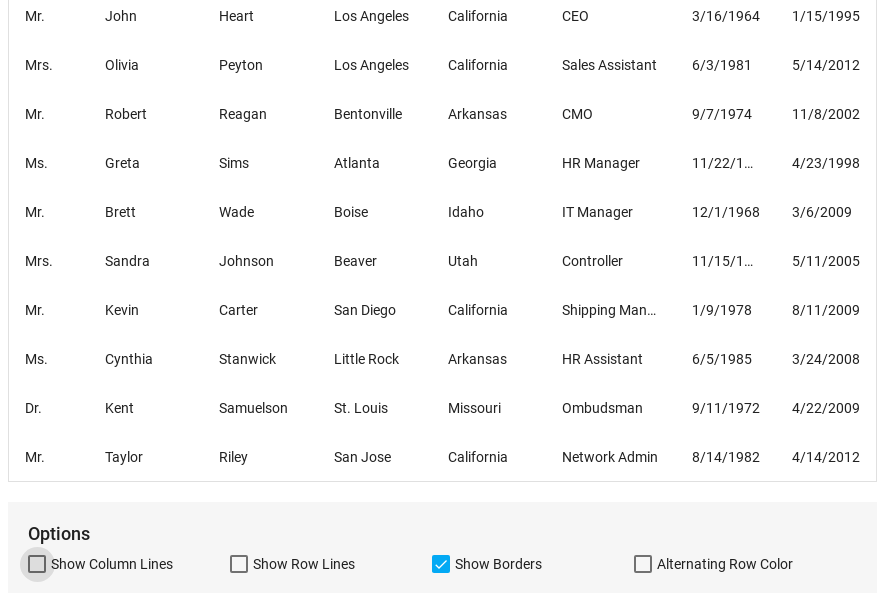 Mr. John Heart Los Angeles California CEO 3/16/1964 1/15/1995
Mrs. Olivia Peyton Los Angeles California Sales Assistant 6/3/1981 5/14/2012
Mr. Robert Reagan Bentonville Arkansas CMO 9/7/1974 11/8/2002
Ms. Greta Sims Atlanta Georgia HR Manager 11/22/1... 4/23/1998
Mr. Brett Wade Boise Idaho IT Manager 12/1/1968 3/6/2009
Mrs. Sandra Johnson Beaver Utah Controller 11/15/1... 5/11/2005
Mr. Kevin Carter San Diego California Shipping Man... 1/9/1978 8/11/2009
Ms. Cynthia Stanwick Little Rock Arkansas HR Assistant 6/5/1985 3/24/2008
Dr. Kent Samuelson St. Louis Missouri Ombudsman 9/11/1972 4/22/2009
Mr. Taylor Riley San Jose California Network Admin 8/14/1982 4/14/2012
Options
Show Column Lines Show Row Lines Show Borders Alternating Row Color